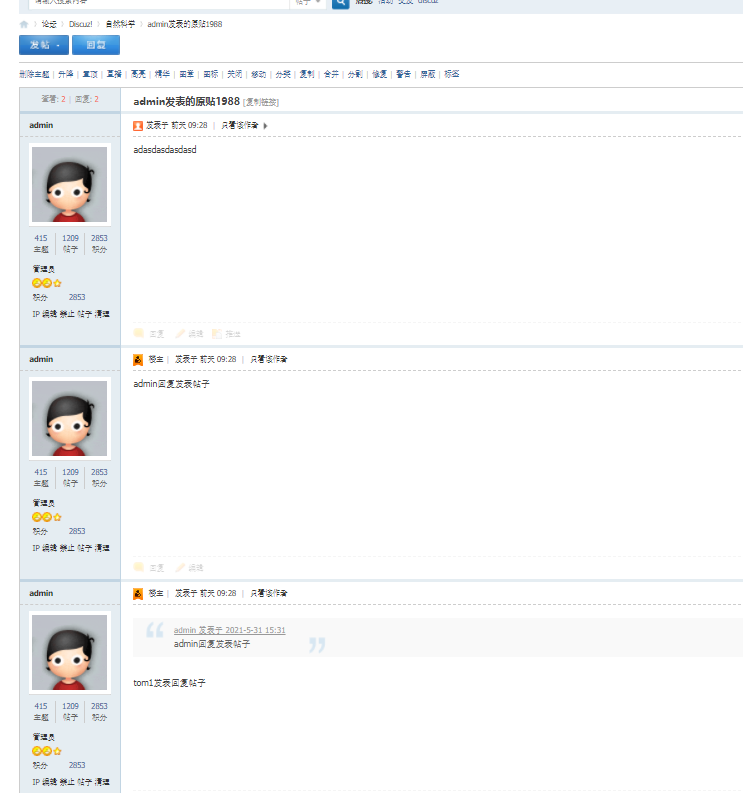 请输入搜索内容 帖子 热搜: 活动 交友 discuz
论坛 Discuz! 自然科学 admin发表的原贴1988
发帖 回复
删除主题 | 升降 | 置顶 | 直播 | 高亮 | 精华 | 图章 | 图标 | 关闭 | 移动 | 分类 | 复制 | 合并 | 分割 | 修复 | 警告 | 屏蔽 | 标签
查看: 2 | 回复: 2 admin发表的原贴1988 [复制链接]
admin 发表于 前天 09:28 | 只看该作者
adasdasdasdasd
415 1209 2853
主题 帖子 积分
管理员
积分 2853
IP 编辑 禁止 帖子 清理
回复 编辑
admin 楼主 | 发表于 前天 09:28 | 只看该作者
admin回复发表帖子
415 1209 2853
主题 帖子 积分
管理员
积分 2853
IP 编辑 禁止 帖子 清理
回复 编辑
admin 楼主 | 发表于 前天 09:28 | 只看该作者
admin 发表于 2021-5-31 15:31
admin回复发表帖子
tom1发表回复帖子
415 1209 2853
主题 帖子 积分
管理员
积分 2853
IP 编辑 禁止 帖子 清理